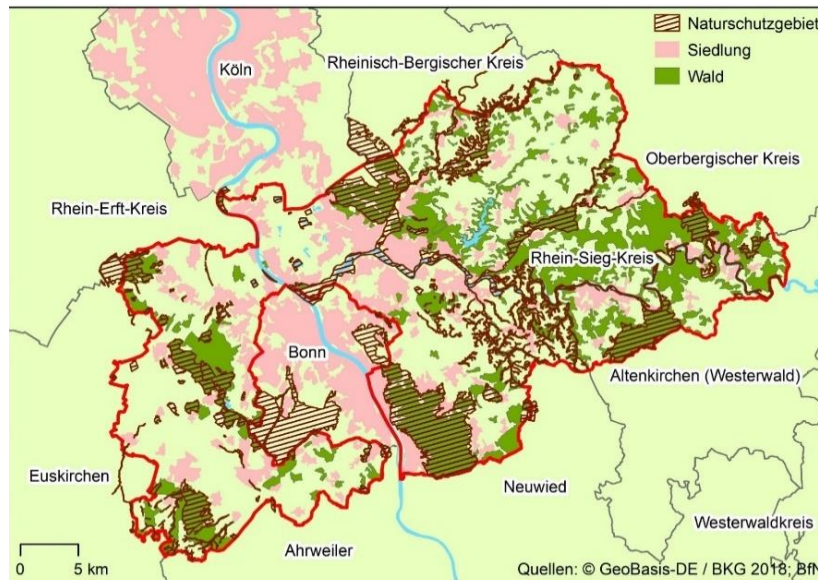 Naturschutzgebiet
Siedlung
Wald
Köln
Rheinisch-Bergischer Kreis
Oberbergischer Kreis
Rhein-Erft-Kreis
Rhein-Sieg-Kreis
Bonn
Altenkirchen (Westerwald)
Euskirchen
Neuwied
Westerwaldkreis
Ahrweiler
0 5 km
Quellen: © GeoBasis-DE / BKG 2018; BfN